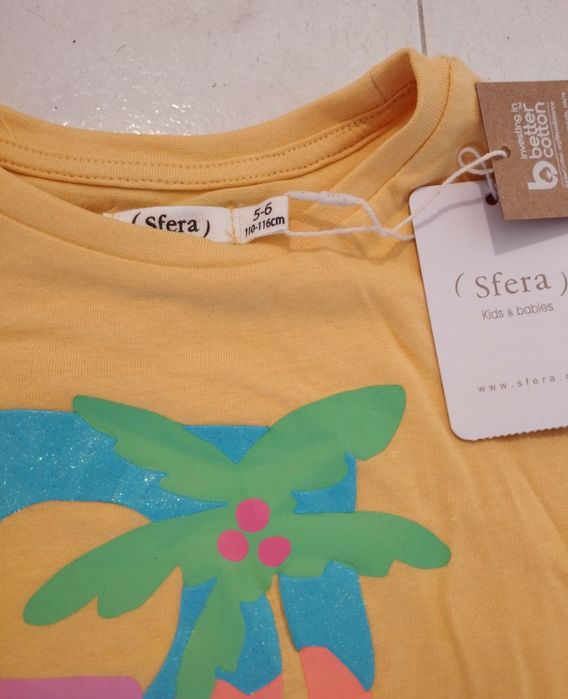 investing in
better
cotton
(Sfera)
5-6
110-116cm
(Sfera)
Kids & babies
www.sfera.